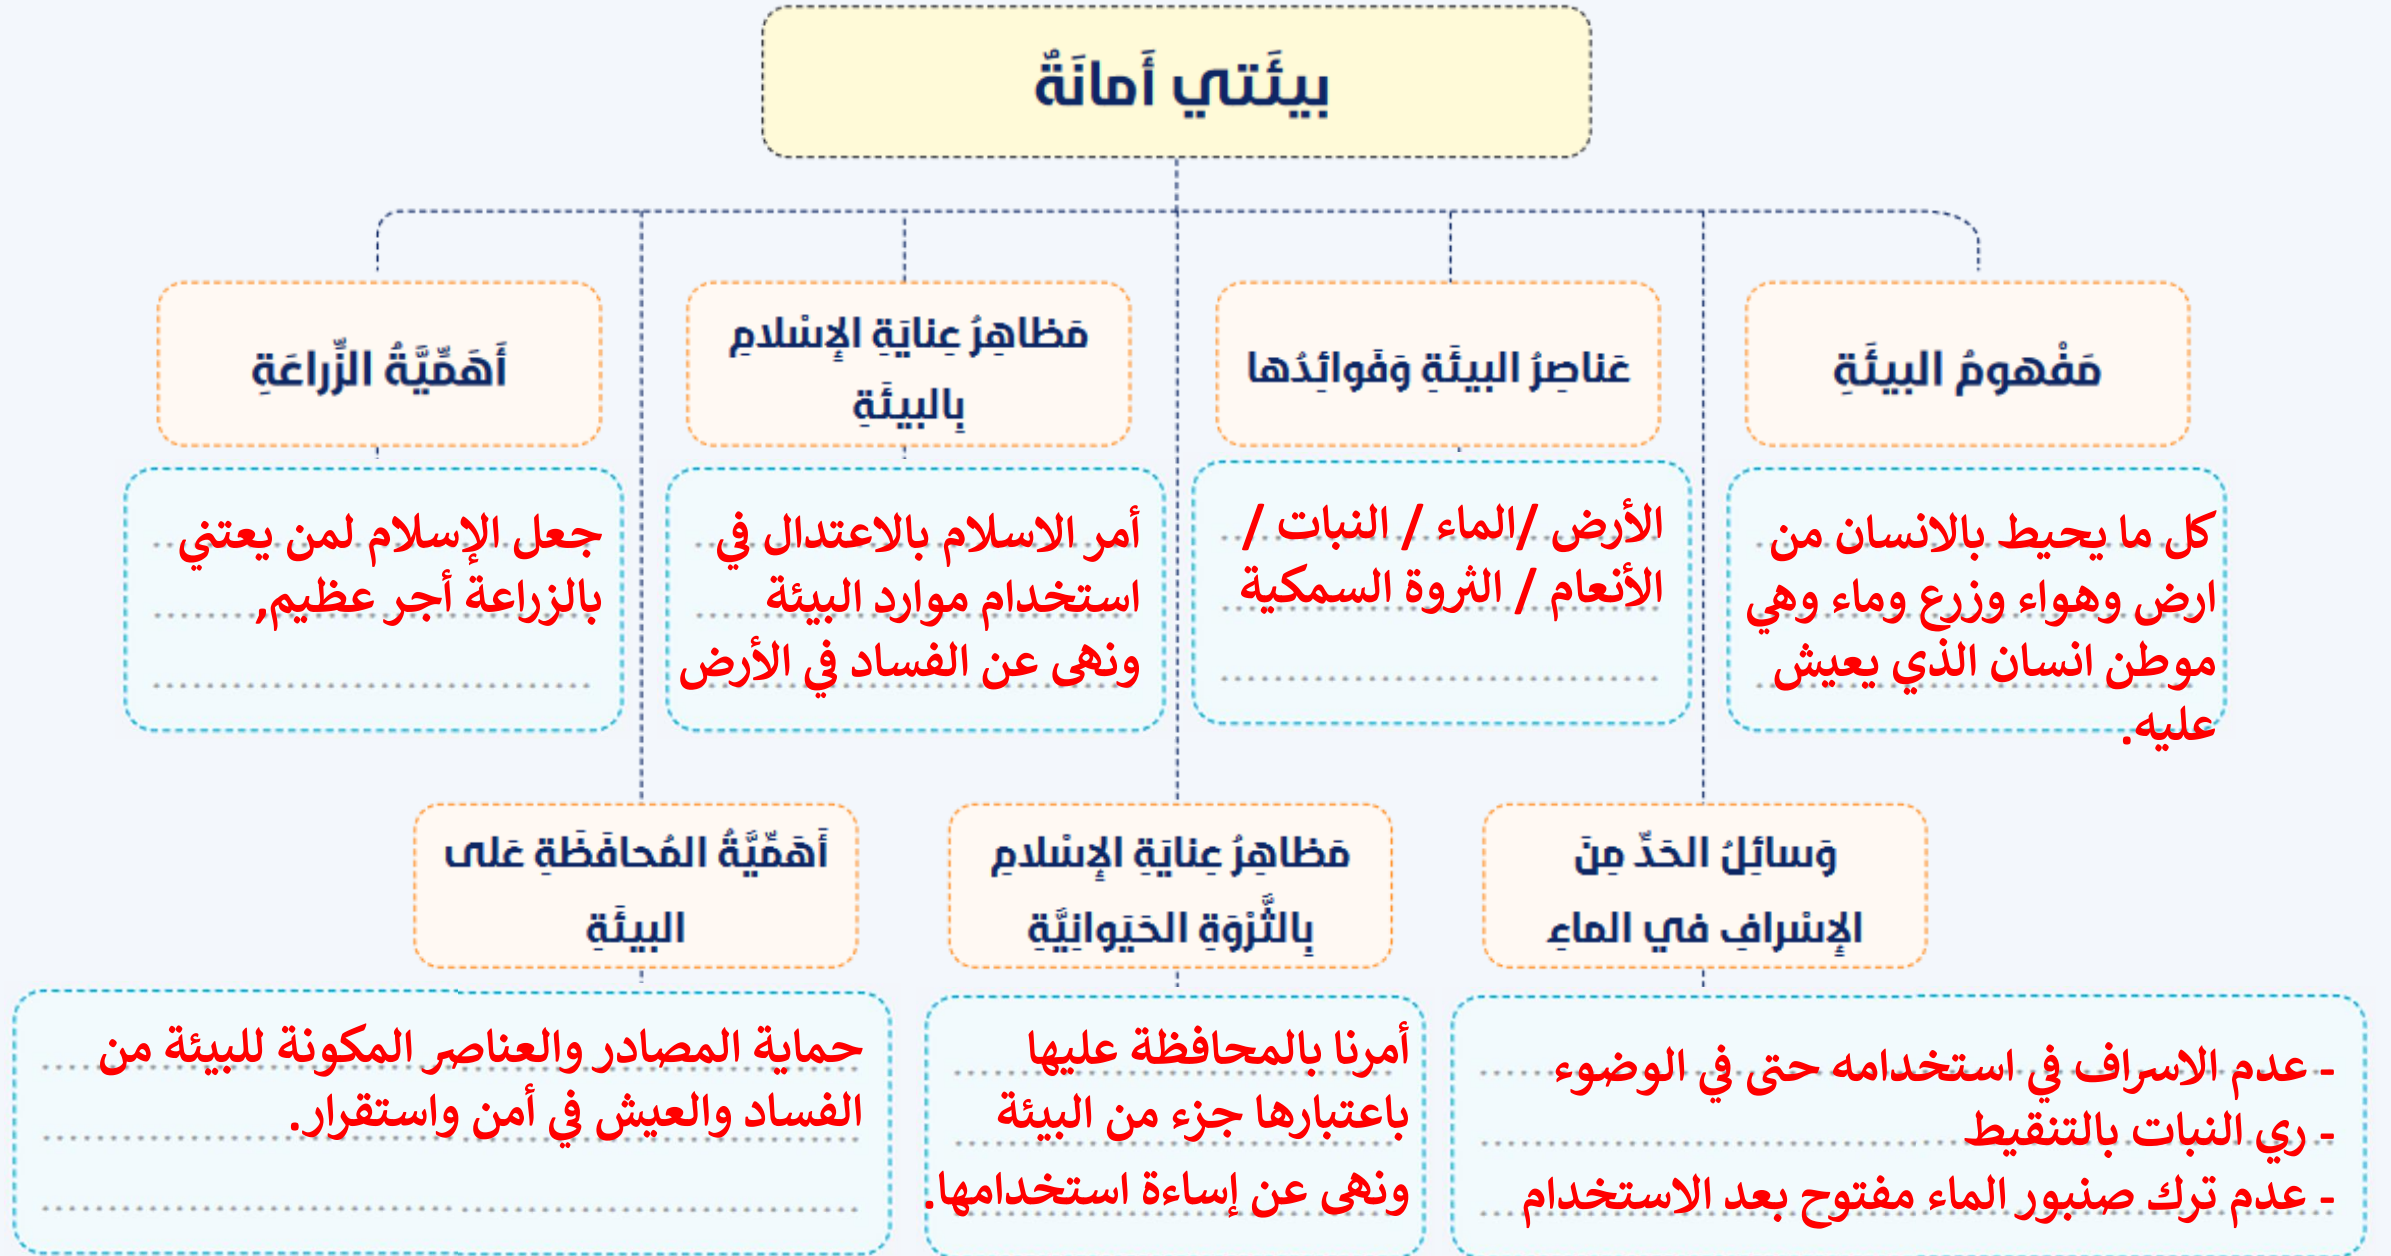 بيئَتي أَمانَةٌ
مَفْهومُ البيئَةِ
كل ما يحيط بالانسان من
ارض وهواء وزرع وماء وهي
موطن انسان الذي يعيش
عليه.
عَناصِرُ البيئَةِ وَفَوائِدُها
الأرض /الماء / النبات /
الأنعام / الثروة السمكية
مَظاهِرُ عِنايَةِ الإِسْلامِ
بِالبيئَةِ
أمر الاسلام بالاعتدال في
استخدام موارد البيئة
ونهى عن الفساد في الأرض
أَهَمِّيَّةُ الزِّراعَةِ
جعل الإسلام لمن يعتني
بالزراعة أجر عظيم,
وَسائِلُ الحَدِّ مِنَ
الإِسْرافِ في الماءِ
- عدم الاسراف في استخدامه حتى في الوضوء
- ري النبات بالتنقيط
- عدم ترك صنبور الماء مفتوح بعد الاستخدام
مَظاهِرُ عِنايَةِ الإِسْلامِ
بِالثَّرْوَةِ الحَيَوانِيَّةِ
أمرنا بالمحافظة عليها
باعتبارها جزء من البيئة
ونهى عن إساءة استخدامها.
أَهَمِّيَّةُ المُحافَظَةِ عَلى
البيئَةِ
حماية المصادر والعناصر المكونة للبيئة من
الفساد والعيش في أمن واستقرار.